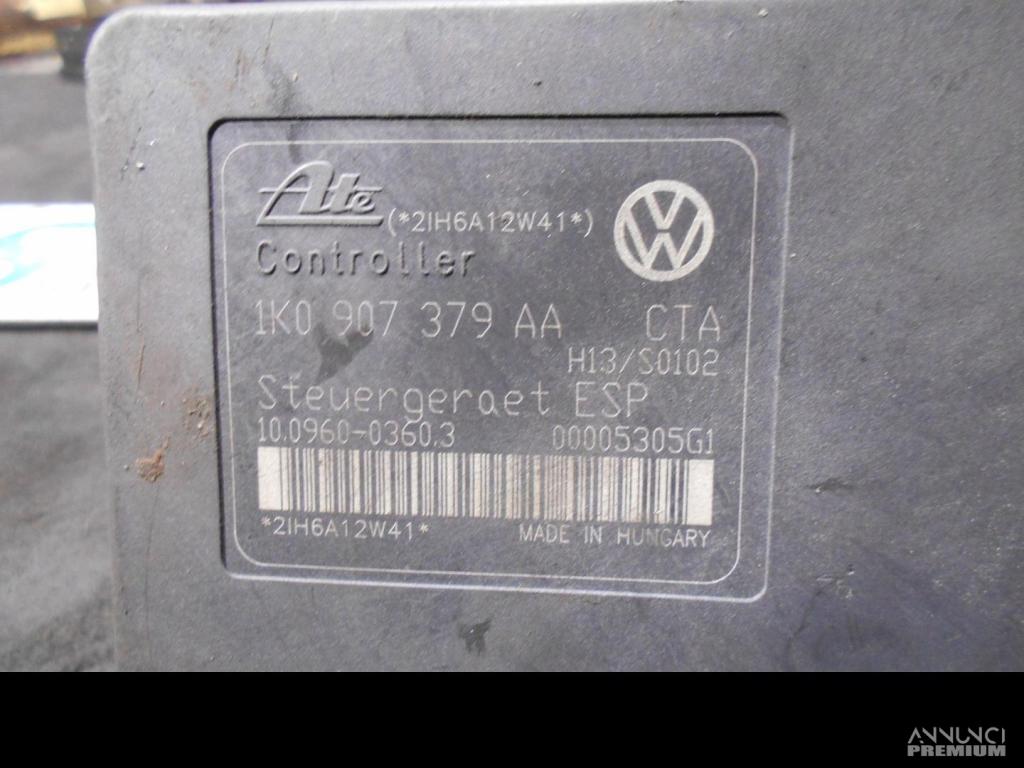 Ate (*2IH6A12W41*)
Controller
1K0 907 379 AA CTA
H13/S0102
Steuergeraet ESP
10.0960-0360.3 00005305G1
*2IH6A12W41* MADE IN HUNGARY
ANNUNCI
PREMIUM